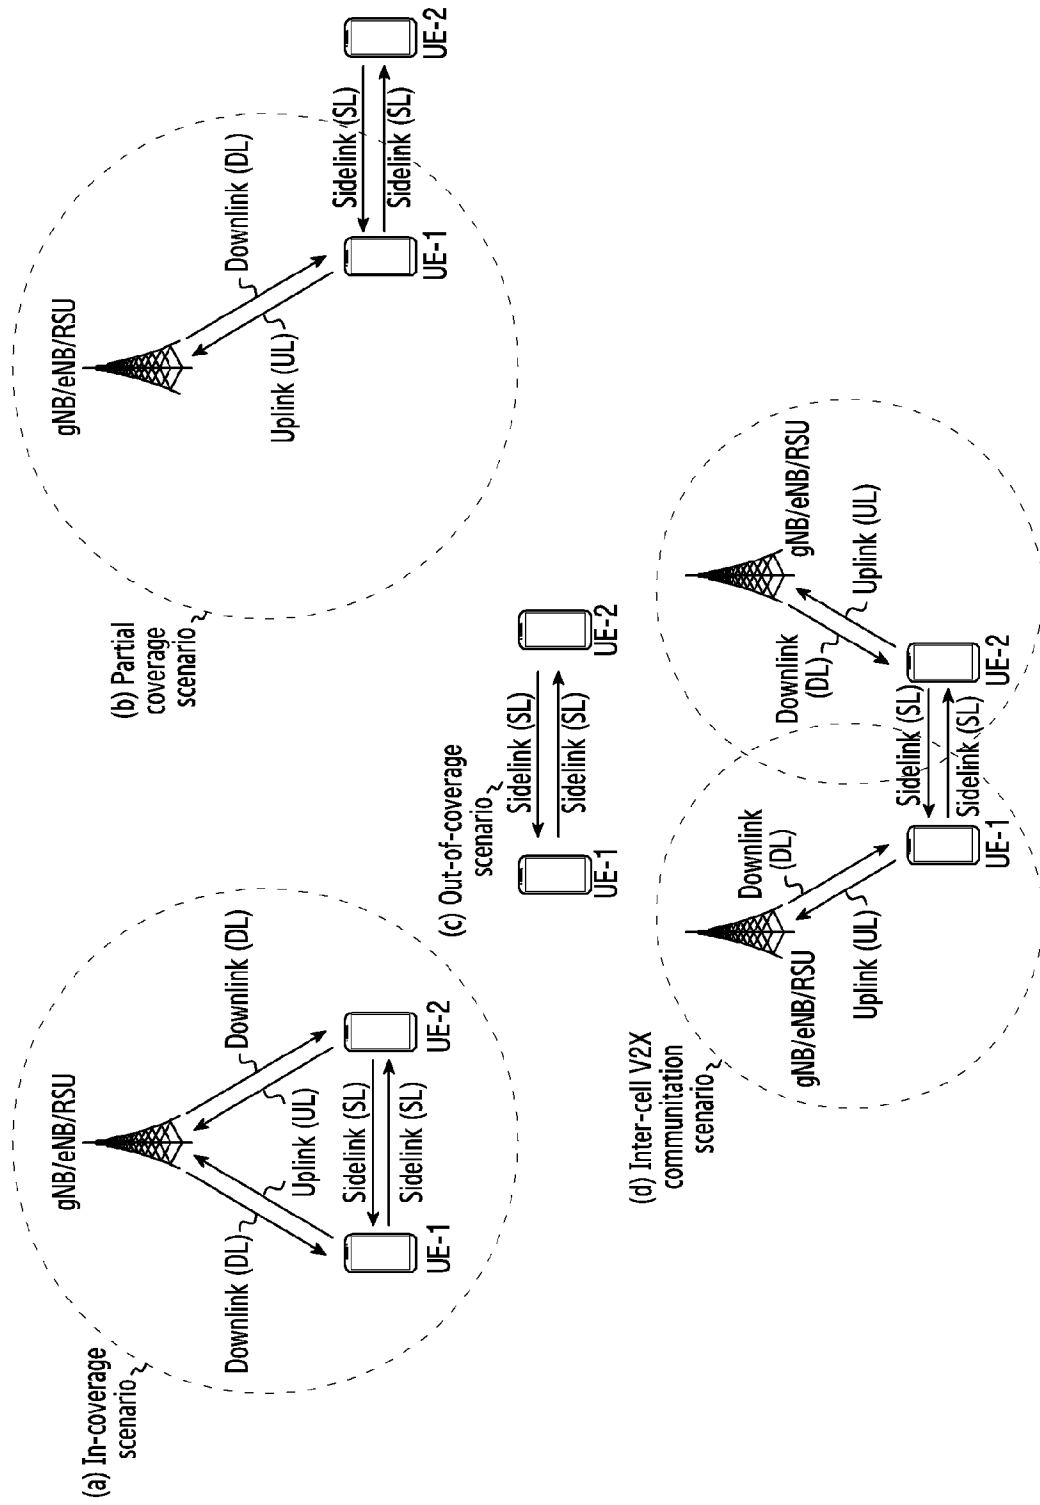 (a) In-coverage
scenario
gNB/eNB/RSU
Downlink (DL)
Uplink (UL)
Downlink (DL)
Sidelink (SL)
Sidelink (SL)
UE-1
UE-2
(b) Partial
coverage
scenario
gNB/eNB/RSU
Uplink (UL)
Downlink (DL)
Sidelink (SL)
Sidelink (SL)
UE-1
UE-2
(c) Out-of-coverage
scenario
Sidelink (SL)
Sidelink (SL)
UE-1
UE-2
(d) Inter-cell V2X
communitation
scenario
gNB/eNB/RSU
Uplink (UL)
Downlink
(DL)
Downlink
(DL)
Uplink (UL)
gNB/eNB/RSU
Sidelink (SL)
Sidelink (SL)
UE-1
UE-2